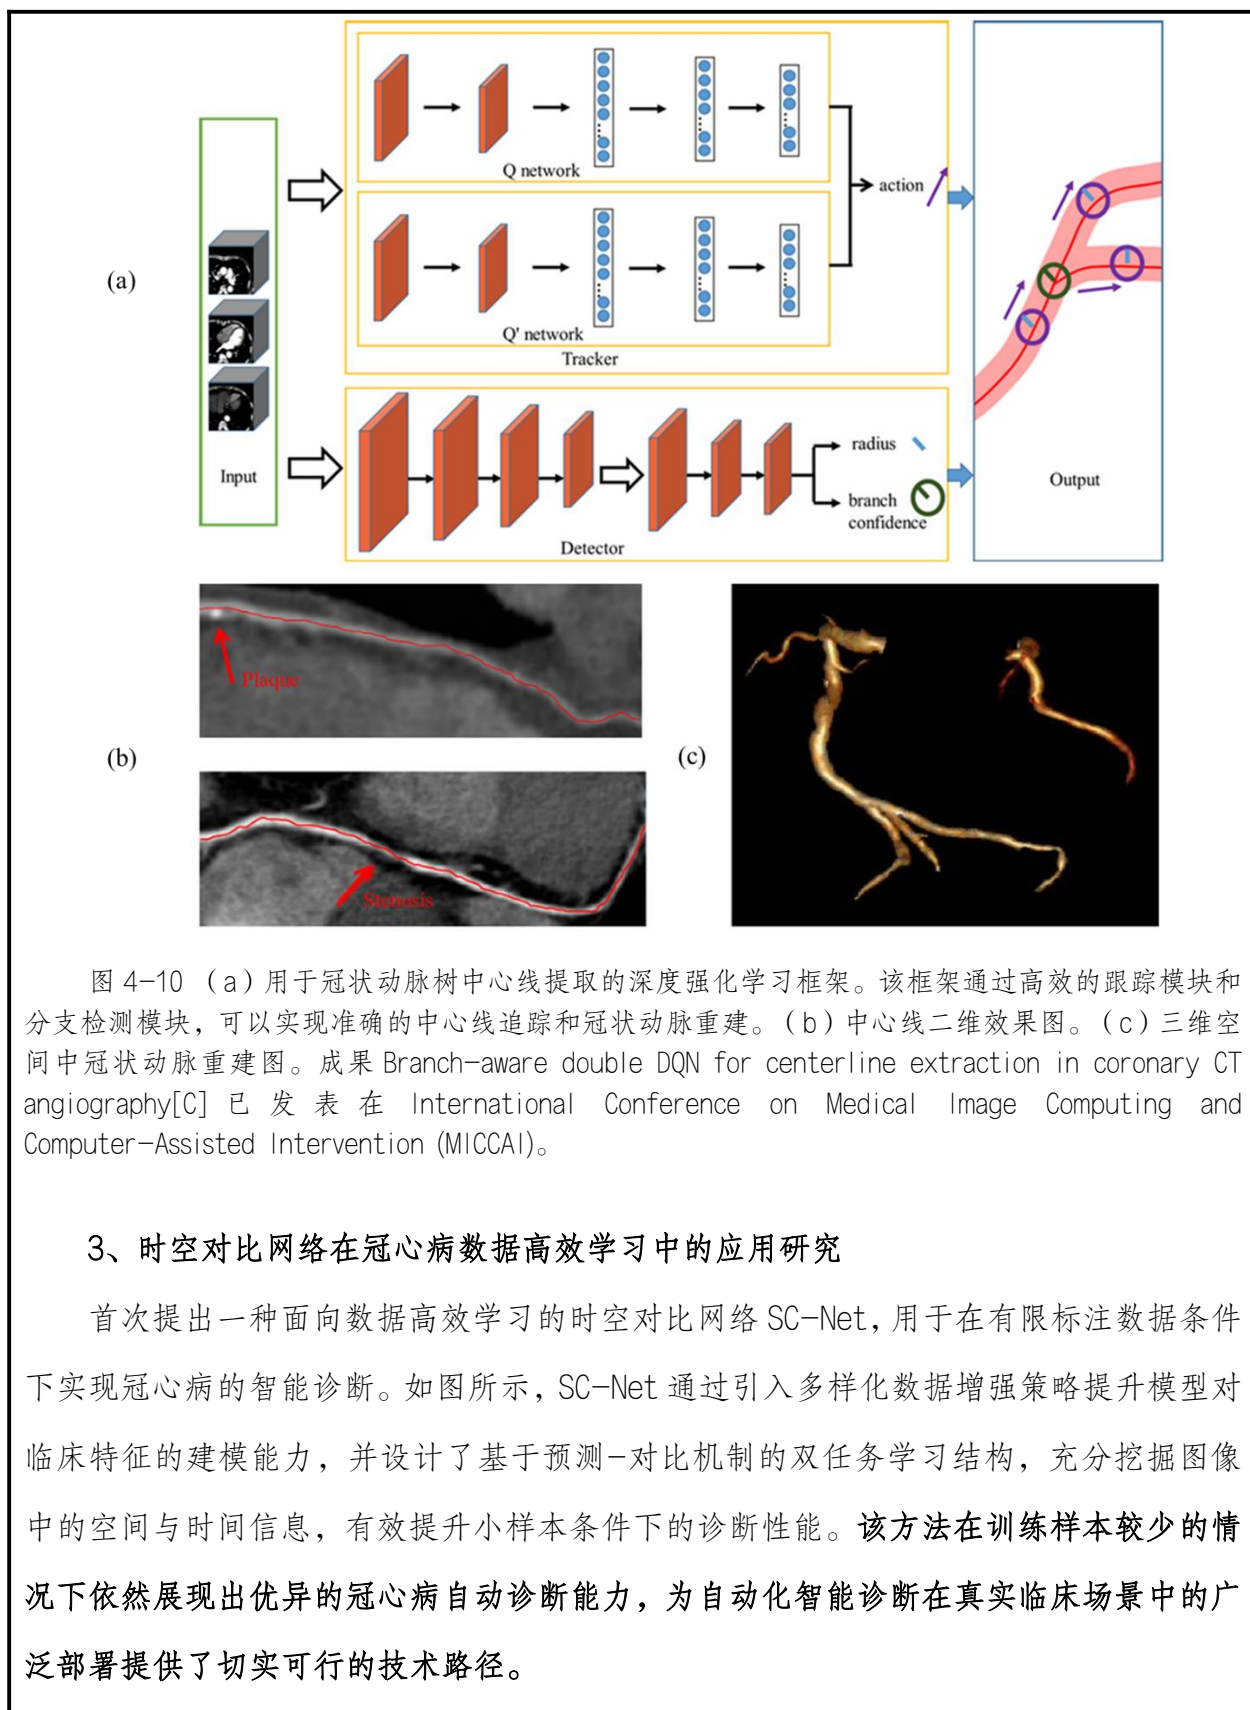 Q network
action
(a)
Q' network
Tracker
Input
radius
branch
confidence
Detector
Output
Plaque
(b)
Stenosis
(c)
图 4-10 （a）用于冠状动脉树中心线提取的深度强化学习框架。该框架通过高效的跟踪模块和
分支检测模块，可以实现准确的中心线追踪和冠状动脉重建。（b）中心线二维效果图。（c）三维空
间中冠状动脉重建图。成果 Branch-aware double DQN for centerline extraction in coronary CT
angiography[C] 已发表在 International Conference on Medical Image Computing and
Computer-Assisted Intervention (MICCAI)。
3、时空对比网络在冠心病数据高效学习中的应用研究
首次提出一种面向数据高效学习的时空对比网络 SC-Net，用于在有限标注数据条件
下实现冠心病的智能诊断。如图所示，SC-Net 通过引入多样化数据增强策略提升模型对
临床特征的建模能力，并设计了基于预测-对比机制的双任务学习结构，充分挖掘图像
中的空间与时间信息，有效提升小样本条件下的诊断性能。该方法在训练样本较少的情
况下依然展现出优异的冠心病自动诊断能力，为自动化智能诊断在真实临床场景中的广
泛部署提供了切实可行的技术路径。